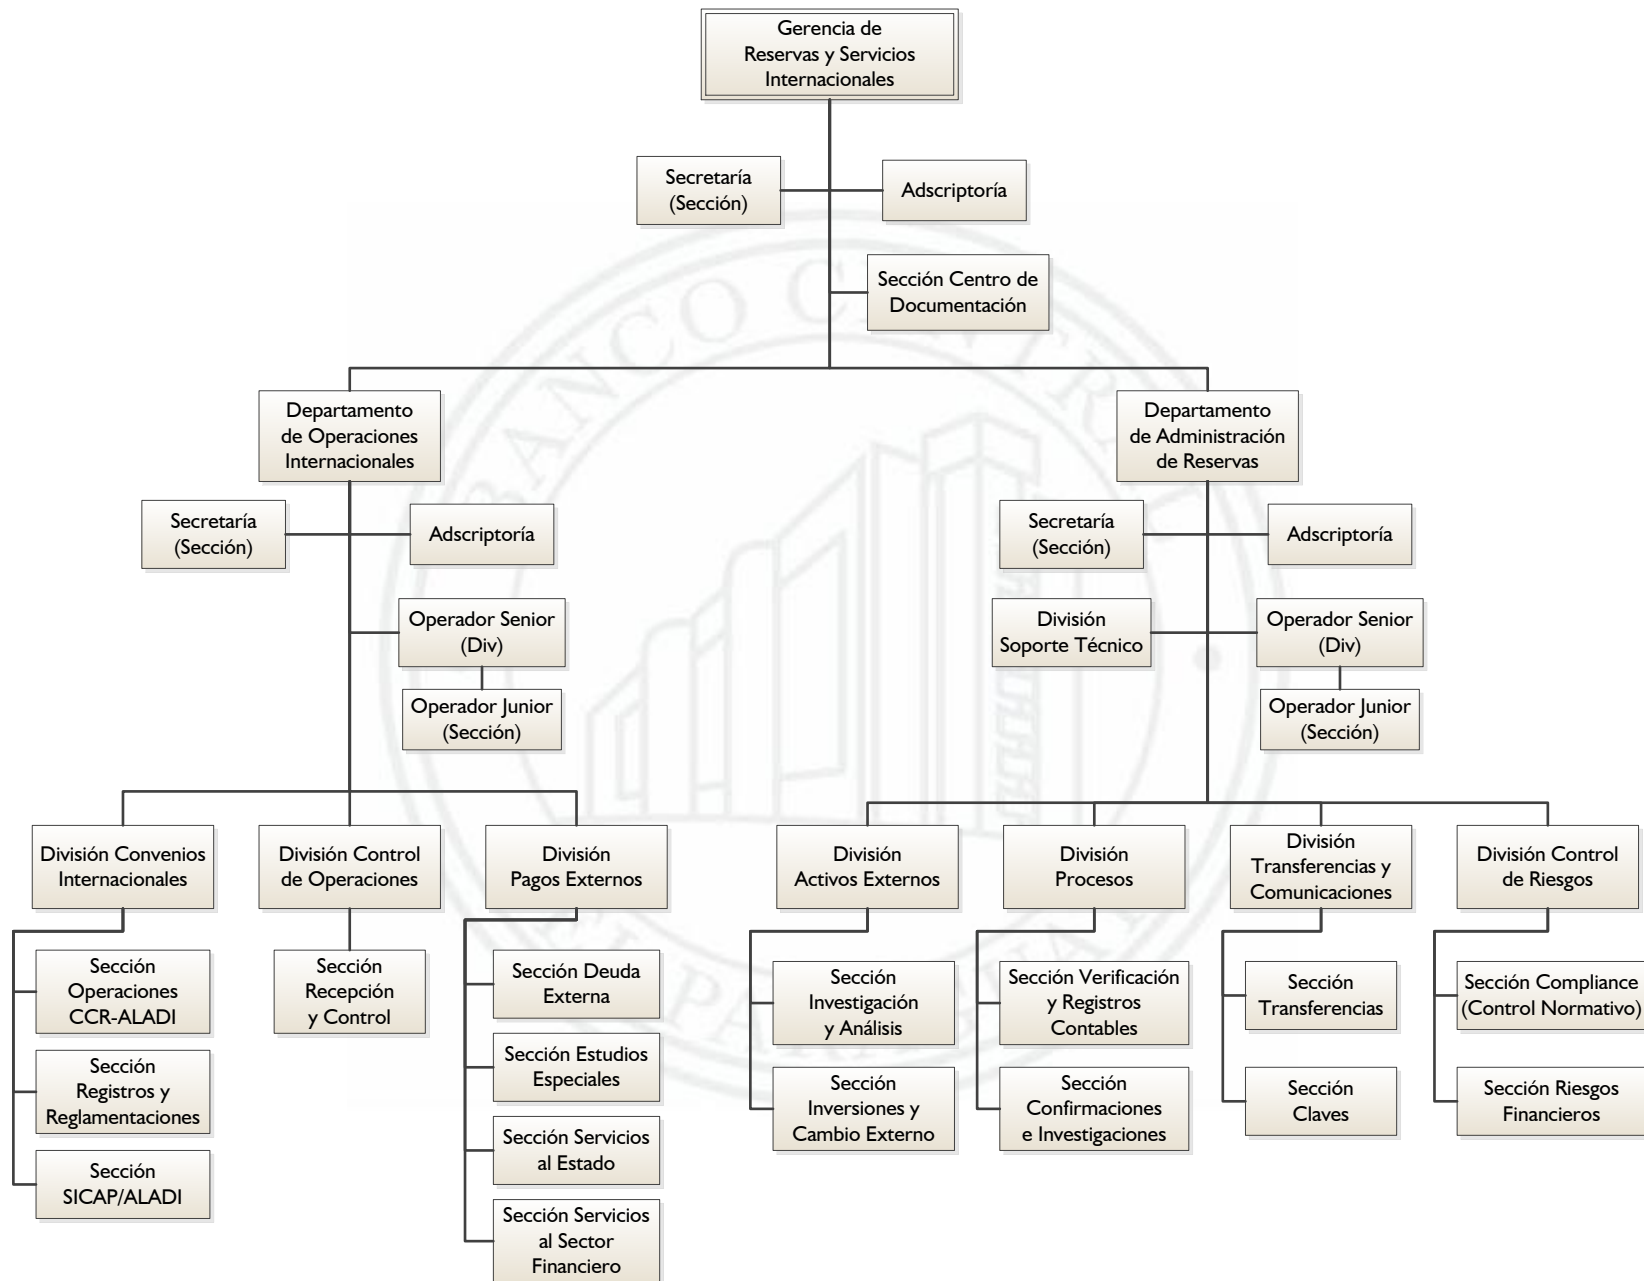 Gerencia de
Reservas y Servicios
Internacionales
Secretaría
(Sección)
Adscriptoría
Sección Centro de
Documentación
BANCO CENTRAL
DEL PARAGUAY
Departamento
de Operaciones
Internacionales
Secretaría
(Sección)
Adscriptoría
Operador Senior
(Div)
Operador Junior
(Sección)
Departamento
de Administración
de Reservas
Secretaría
(Sección)
Adscriptoría
División
Soporte Técnico
Operador Senior
(Div)
Operador Junior
(Sección)
División Convenios
Internacionales
Sección
Operaciones
CCR-ALADI
Sección
Registros y
Reglamentaciones
Sección
SICAP/ALADI
División Control
de Operaciones
Sección
Recepción
y Control
División
Pagos Externos
Sección Deuda
Externa
Sección Estudios
Especiales
Sección Servicios
al Estado
Sección Servicios
al Sector
Financiero
División
Activos Externos
Sección
Investigación
y Análisis
Sección
Inversiones y
Cambio Externo
División
Procesos
Sección Verificación
y Registros
Contables
Sección
Confirmaciones
e Investigaciones
División
Transferencias y
Comunicaciones
Sección
Transferencias
Sección
Claves
División Control
de Riesgos
Sección Compliance
(Control Normativo)
Sección Riesgos
Financieros